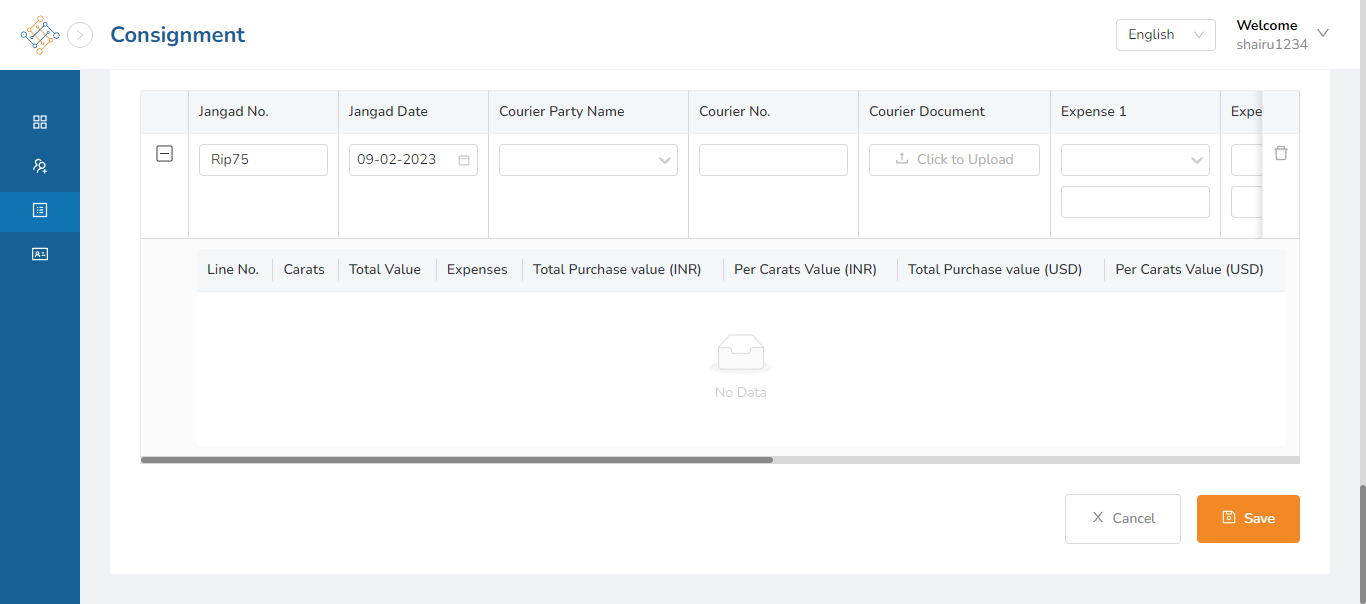 Consignment
English
Welcome
shairu1234
Jangad No. Jangad Date Courier Party Name Courier No. Courier Document Expense 1 Expe
Rip75 09-02-2023 Click to Upload
Line No. Carats Total Value Expenses Total Purchase value (INR) Per Carats Value (INR) Total Purchase value (USD) Per Carats Value (USD)
No Data
Cancel Save